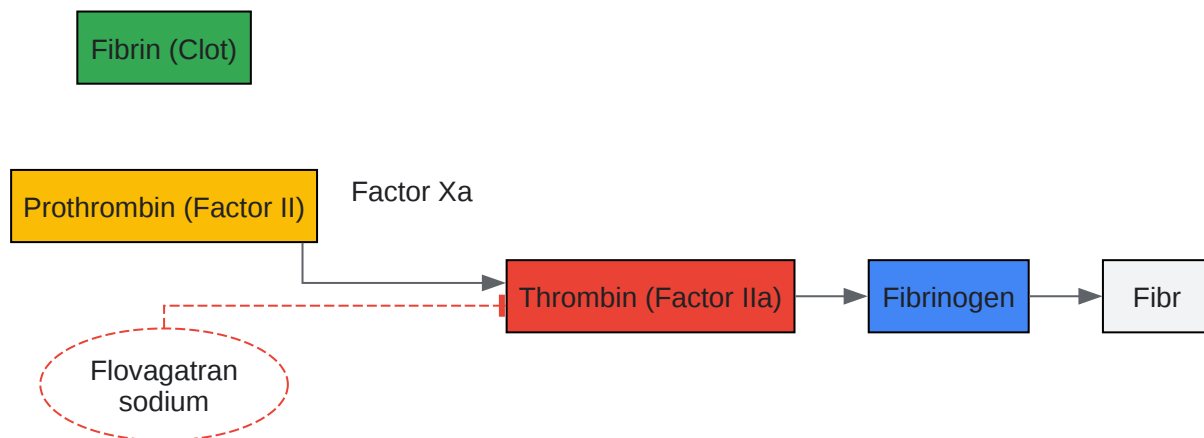 Fibrin (Clot)
Prothrombin (Factor II)
Factor Xa
Thrombin (Factor IIa)
Fibrinogen
Fibr
Flovagatran
sodium